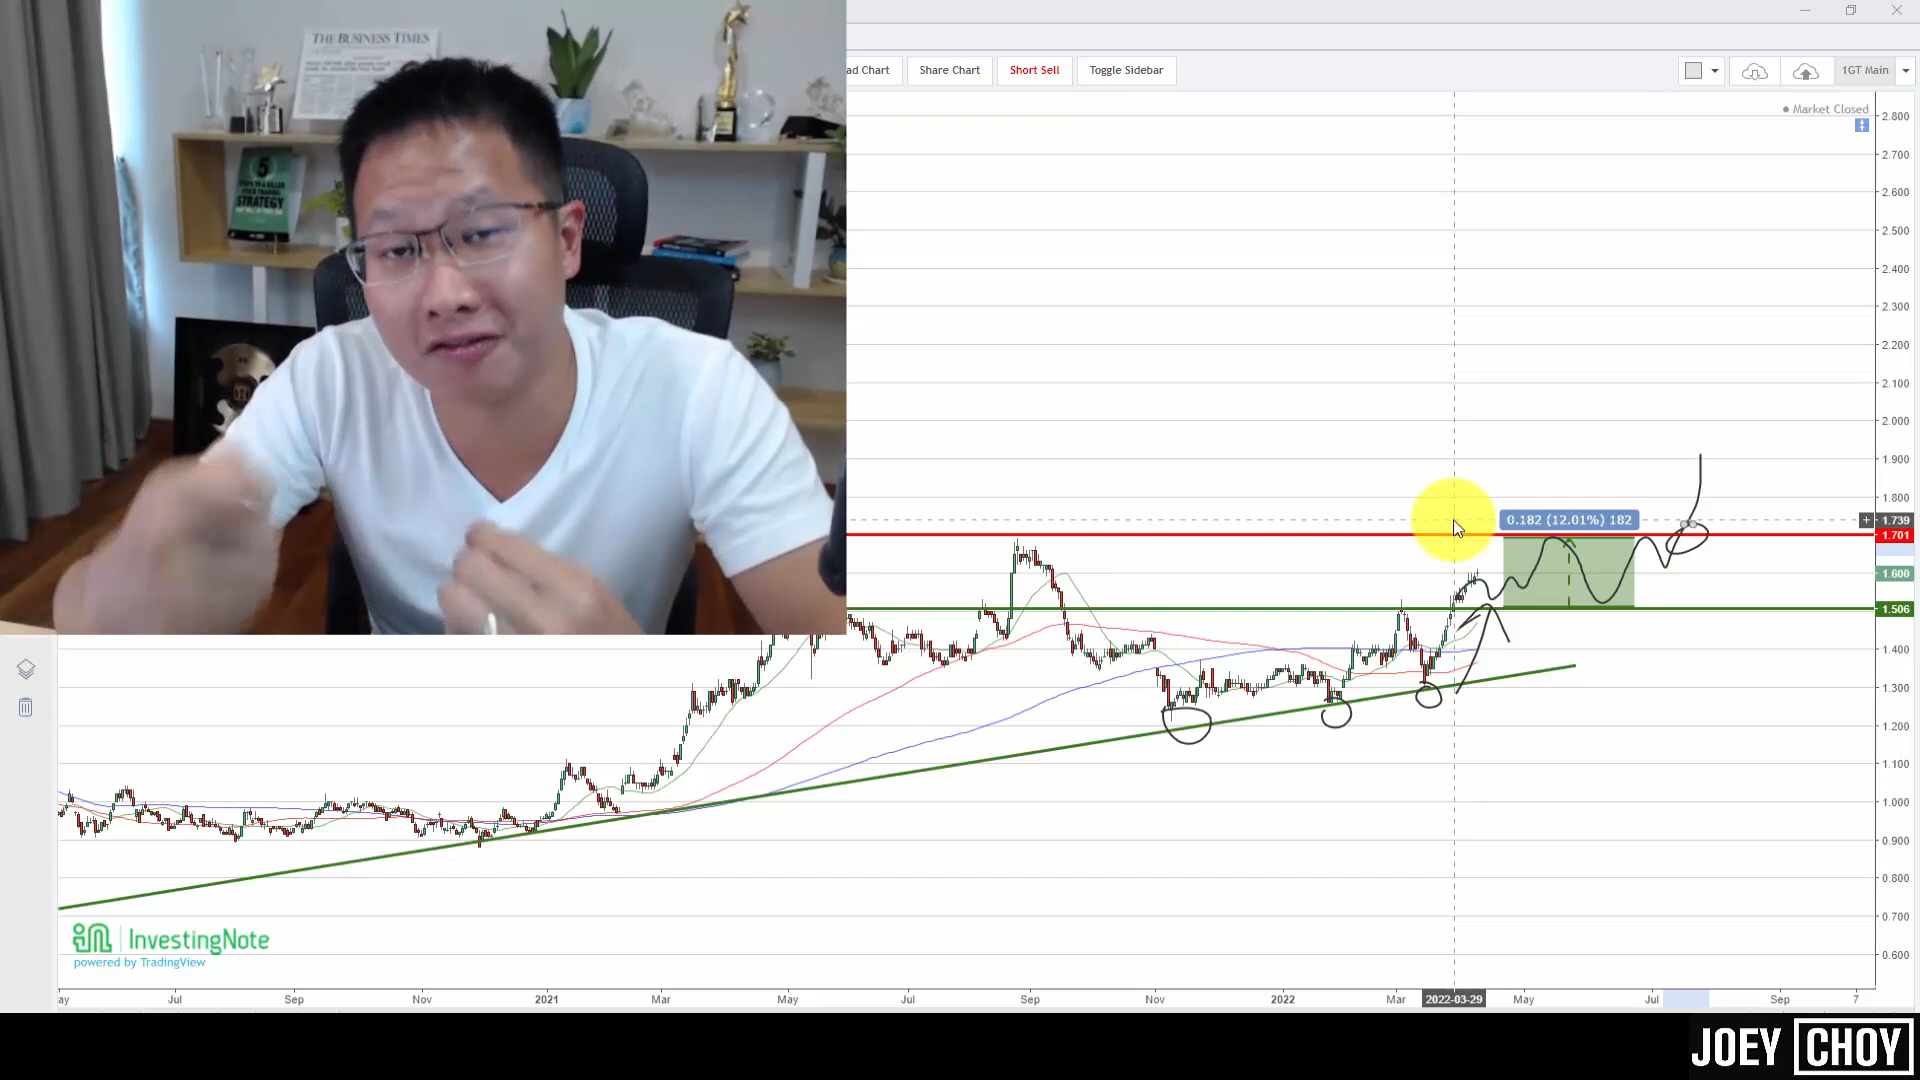 THE BUSINESS TIMES
5
STRATEGY
ad Chart
Share Chart
Short Sell
Toggle Sidebar
1GT Main
Market Closed
2.800
2.700
2.600
2.500
2.400
2.300
2.200
2.100
2.000
1.900
1.800
1.739
1.701
1.600
1.506
1.400
1.300
1.200
1.100
1.000
0.900
0.800
0.700
0.600
0.182 (12.01%) 182
InvestingNote
powered by TradingView
ay
Jul
Sep
Nov
2021
Mar
May
Jul
Sep
Nov
2022
Mar
2022-03-29
May
Jul
Sep
7
JOEY CHOY